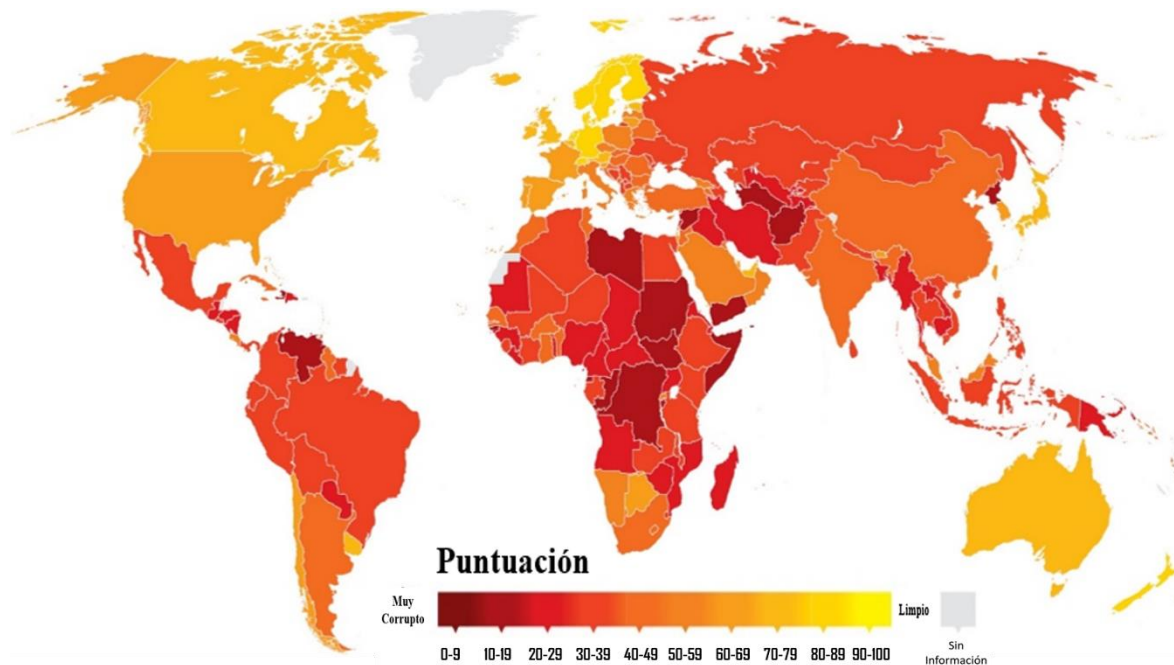 Puntuación
Muy
Corrupto
Limpio
0-9 10-19 20-29 30-39 40-49 50-59 60-69 70-79 80-89 90-100
Sin
Información